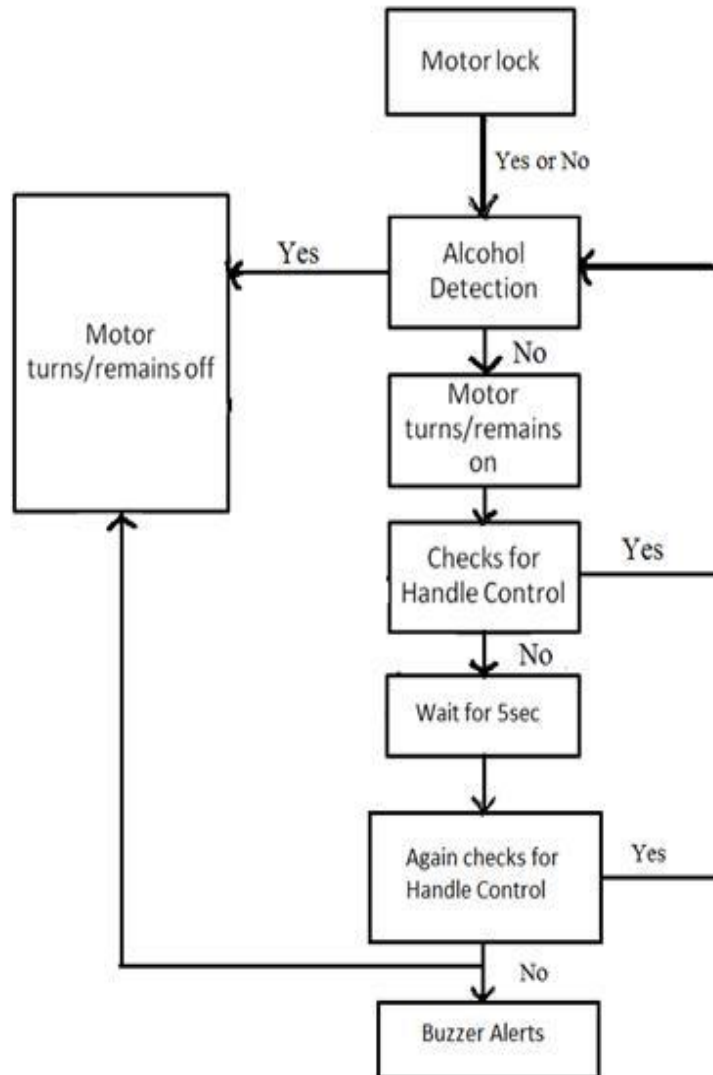 Motor lock
Yes or No
Yes
Alcohol
Detection
Motor
turns/remains off
No
Motor
turns/remains
on
Checks for
Handle Control
Yes
No
Wait for 5sec
Again checks for
Handle Control
Yes
No
Buzzer Alerts